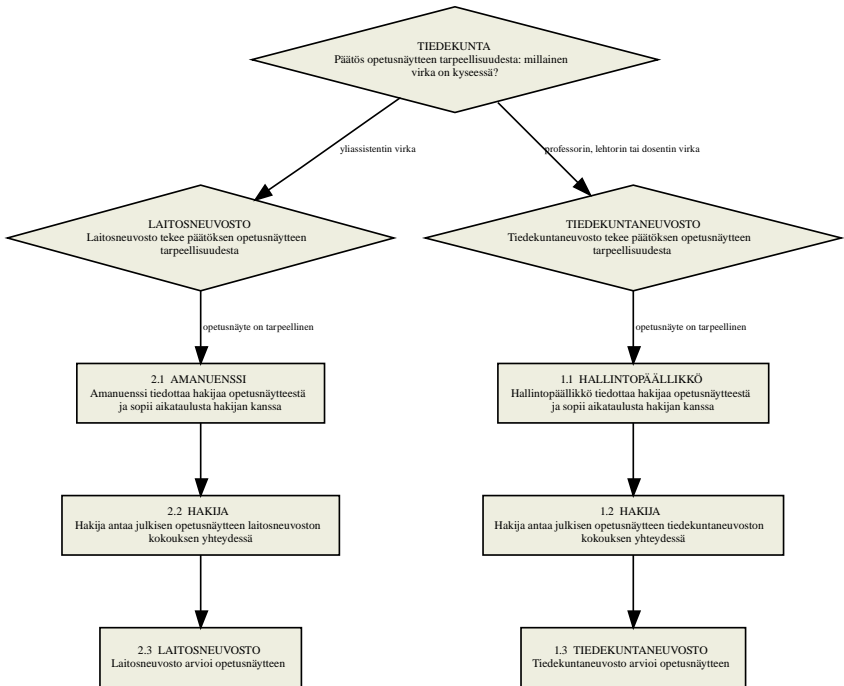 TIEDEKUNTA
Päätös opetusnäytteen tarpeellisuudesta: millainen
virka on kyseessä?
yliassistentin virka
professorin, lehtorin tai dosentin virka
LAITOSNEUVOSTO
Laitosneuvosto tekee päätöksen opetusnäytteen
tarpeellisuudesta
TIEDEKUNTANEUVOSTO
Tiedekuntaneuvosto tekee päätöksen opetusnäytteen
tarpeellisuudesta
opetusnäyte on tarpeellinen
opetusnäyte on tarpeellinen
2.1 AMANUENSSI
Amanuenssi tiedottaa hakijaa opetusnäytteestä
ja sopii aikataulusta hakijan kanssa
1.1 HALLINTOPÄÄLLIKKÖ
Hallintopäällikkö tiedottaa hakijaa opetusnäytteestä
ja sopii aikataulusta hakijan kanssa
2.2 HAKIJA
Hakija antaa julkisen opetusnäytteen laitosneuvoston
kokouksen yhteydessä
1.2 HAKIJA
Hakija antaa julkisen opetusnäytteen tiedekuntaneuvoston
kokouksen yhteydessä
2.3 LAITOSNEUVOSTO
Laitosneuvosto arvioi opetusnäytteen
1.3 TIEDEKUNTANEUVOSTO
Tiedekuntaneuvosto arvioi opetusnäytteen